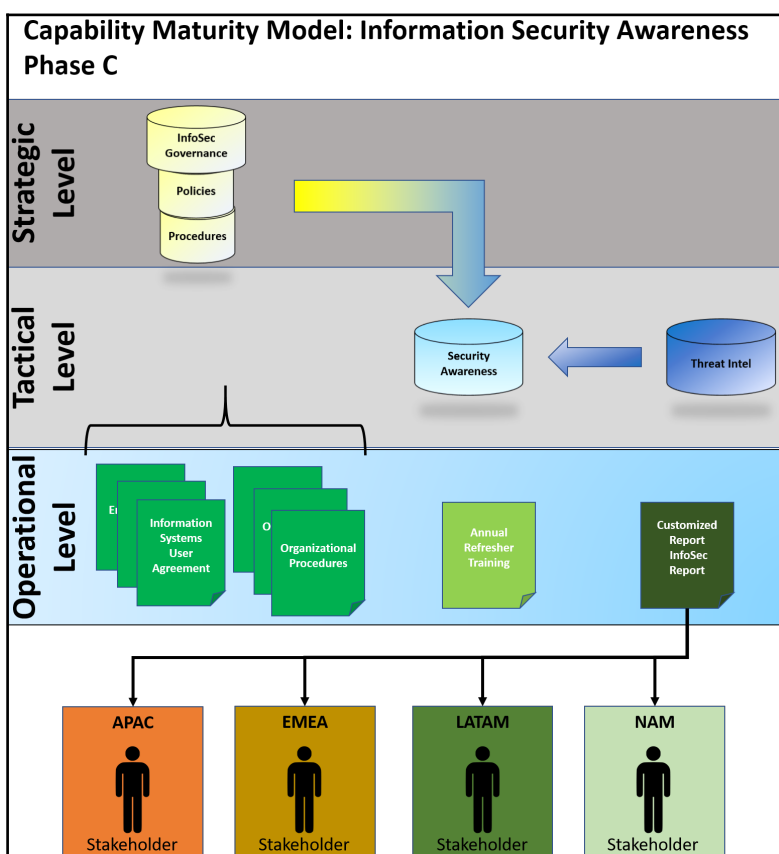 Capability Maturity Model: Information Security Awareness
Phase C
Strategic
Level
InfoSec
Governance
Policies
Procedures
Tactical
Level
Security
Awareness
Threat Intel
Operational
Level
Information
Systems
User
Agreement
Organizational
Procedures
Annual
Refresher
Training
Customized
Report
InfoSec
Report
APAC
EMEA
LATAM
NAM
Stakeholder
Stakeholder
Stakeholder
Stakeholder